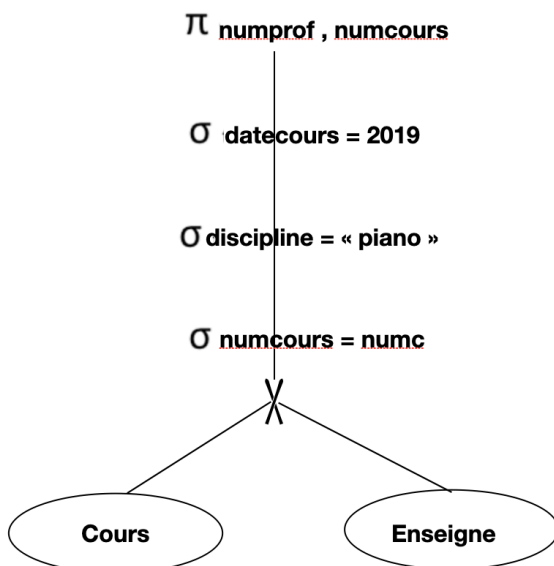 π numprof , numcours
σ datecours = 2019
σ discipline = « piano »
σ numcours = numc
X
Cours
Enseigne